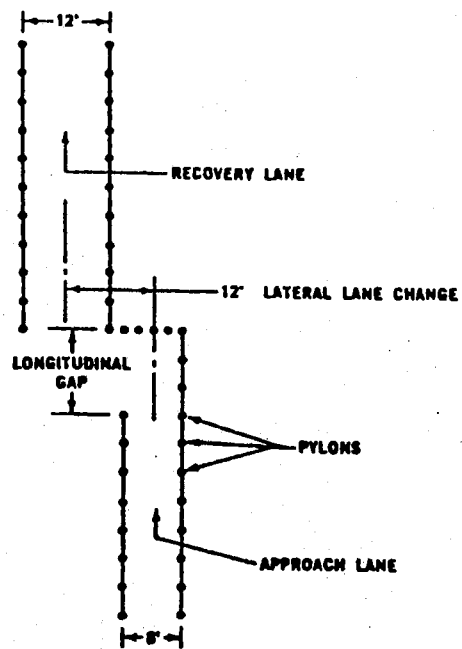 12'
RECOVERY LANE
12' LATERAL LANE CHANGE
LONGITUDINAL
GAP
PYLONS
APPROACH LANE
8'